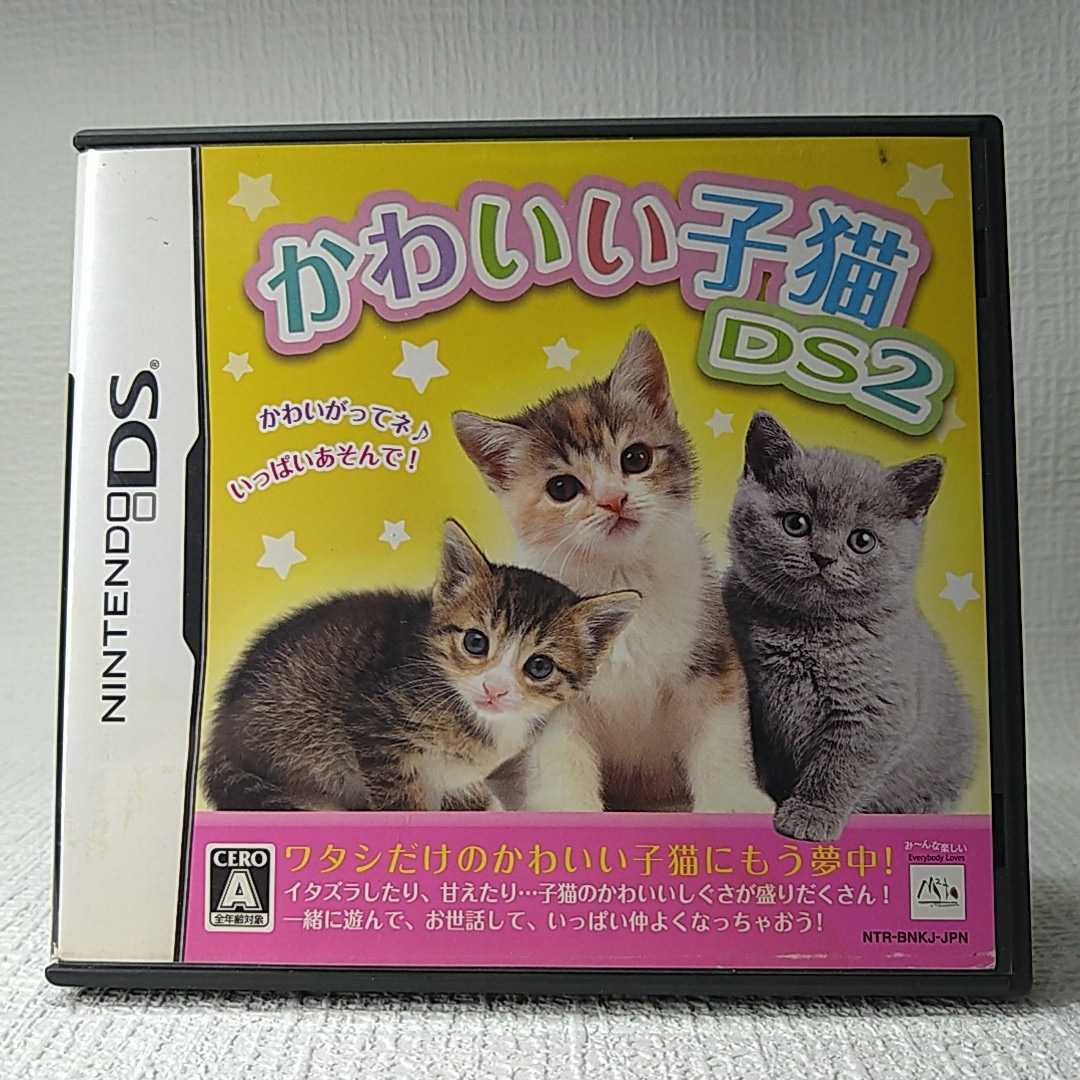 NINTENDO DS®
かわいい子猫
DS2
かわいがってネ♪
いっぱいあそんで!
CERO
A
全年齢対象
ワタシだけのかわいい子猫にもう夢中!
イタズラしたり、甘えたり…子猫のかわいいしぐさが盛りだくさん!
一緒に遊んで、お世話して、いっぱい仲よくなっちゃおう!
み〜んな楽しい
Everybody Loves
NTR-BNKJ-JPN